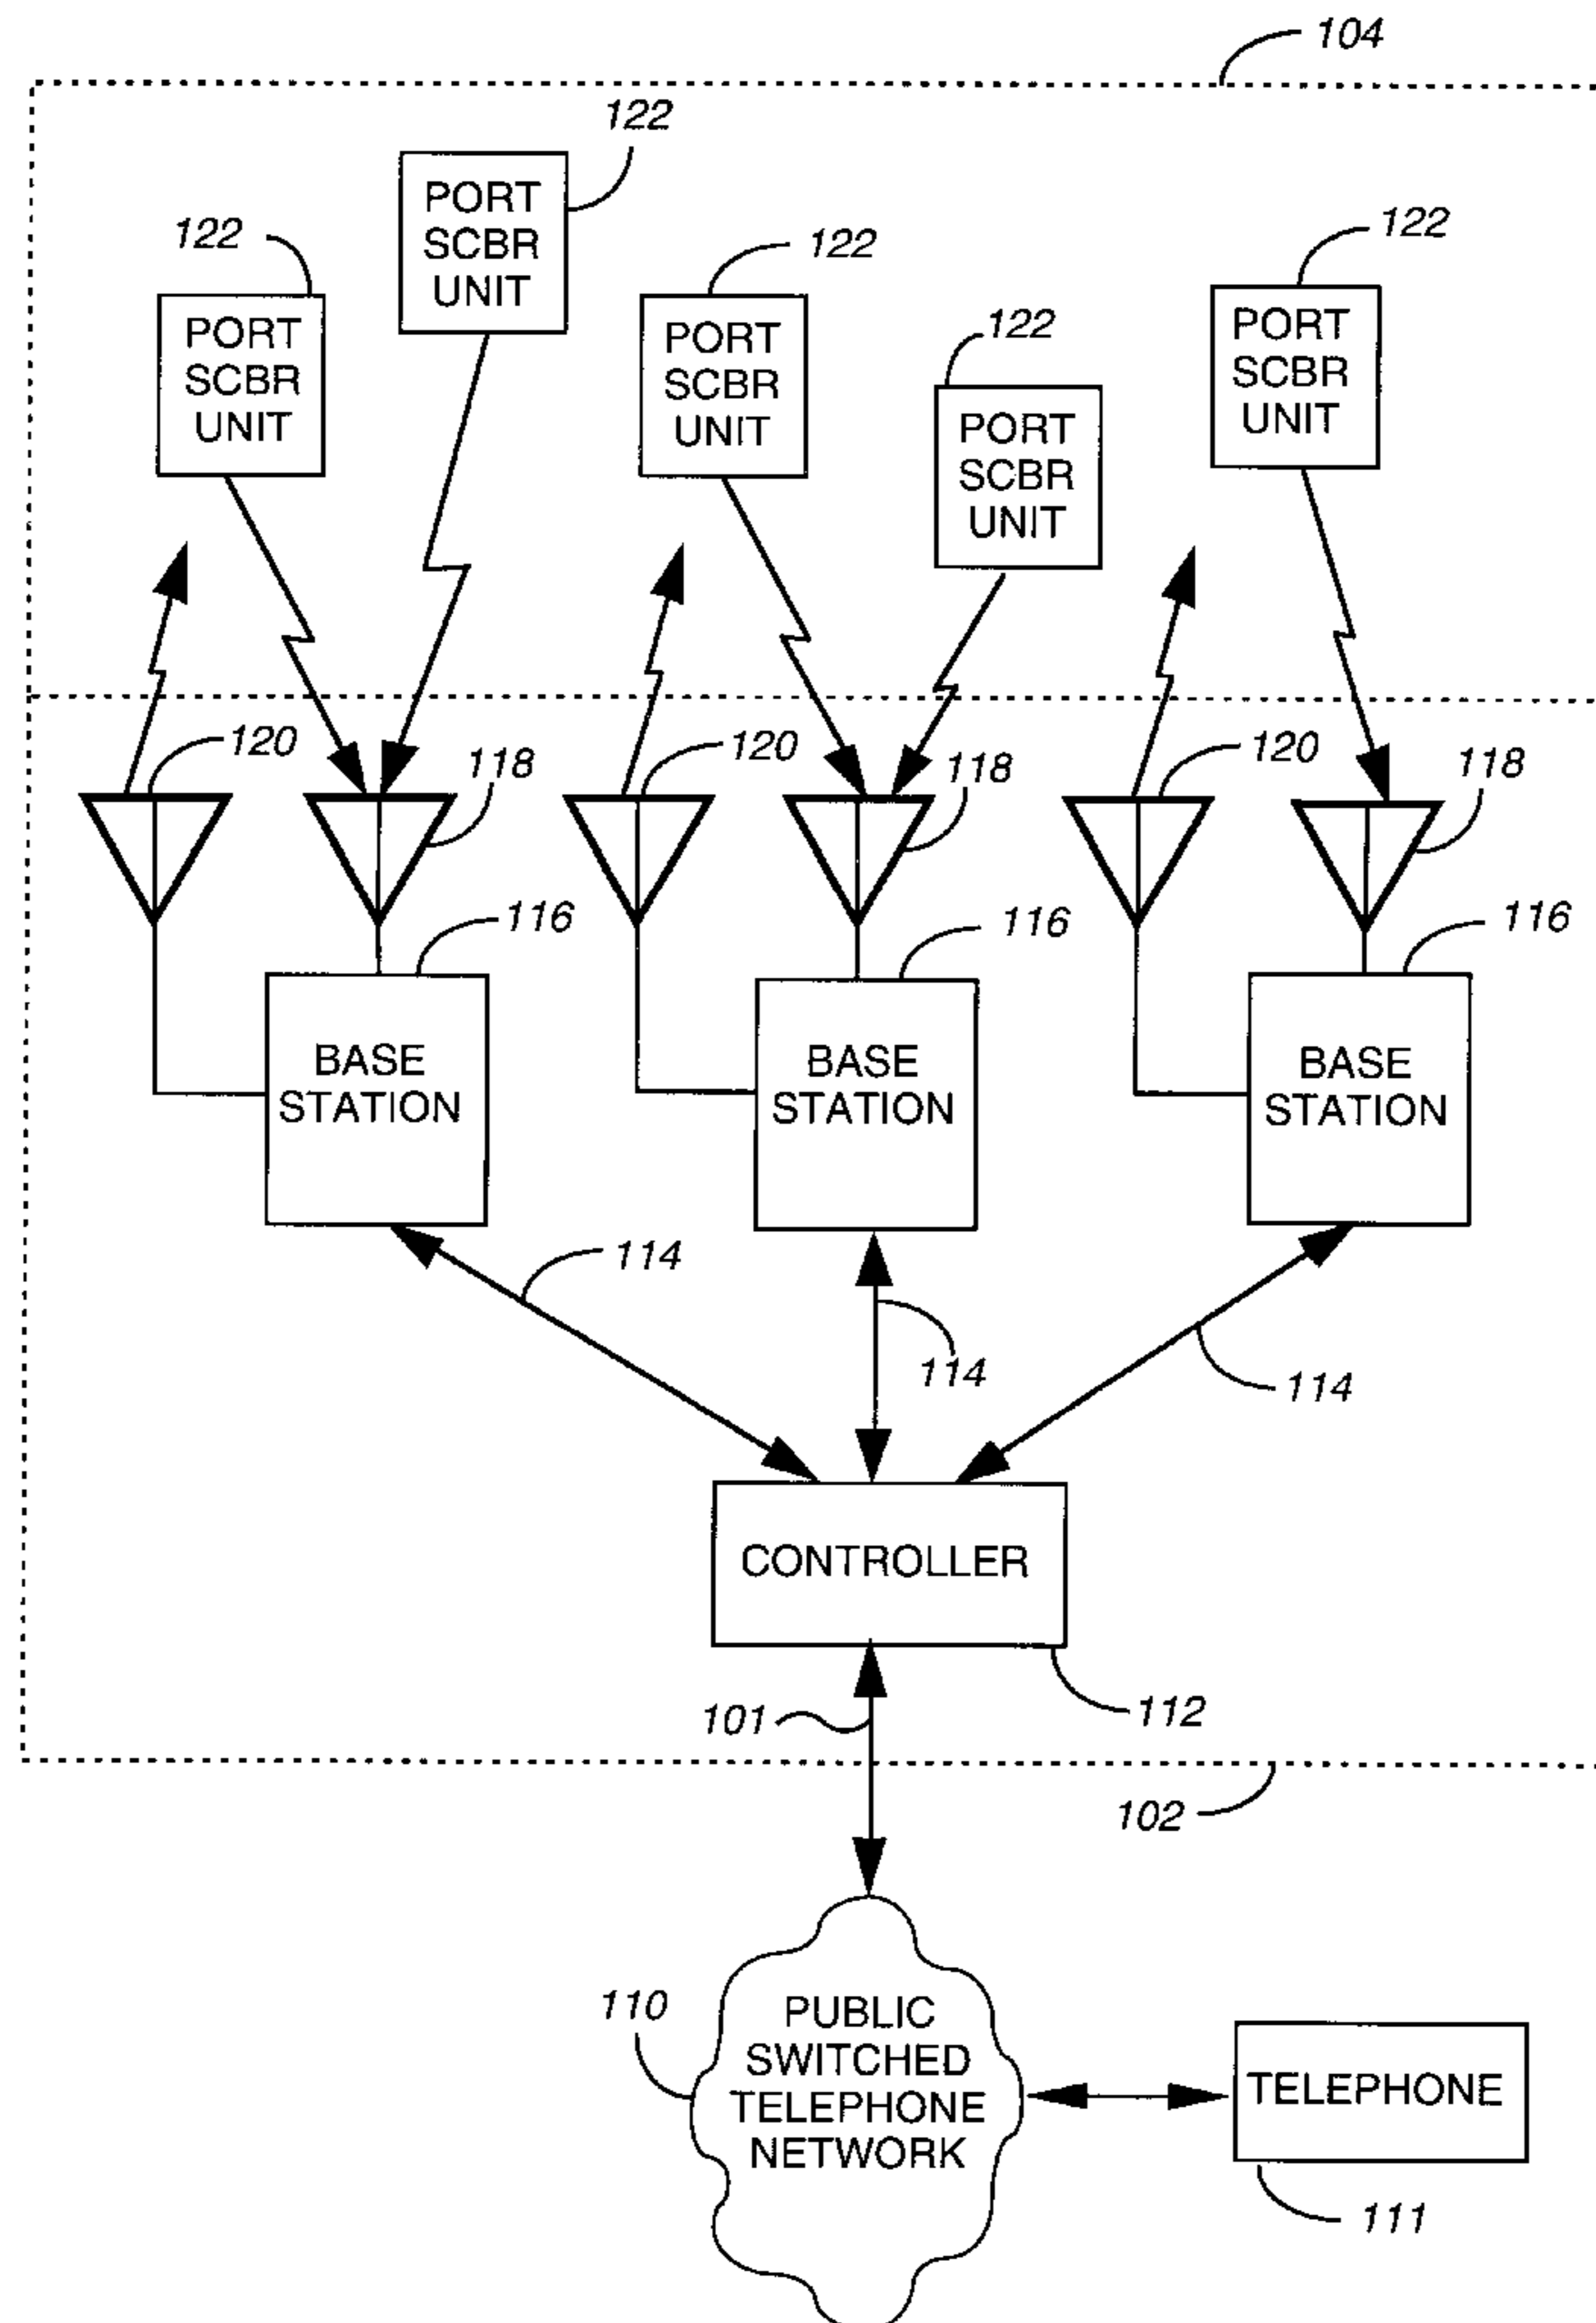 104
122
PORT
SCBR
UNIT
122
PORT
SCBR
UNIT
122
PORT
SCBR
UNIT
122
PORT
SCBR
UNIT
122
PORT
SCBR
UNIT
120
118
120
118
120
118
116
116
116
BASE
STATION
BASE
STATION
BASE
STATION
114
114
114
CONTROLLER
101
112
102
110
PUBLIC
SWITCHED
TELEPHONE
NETWORK
TELEPHONE
111